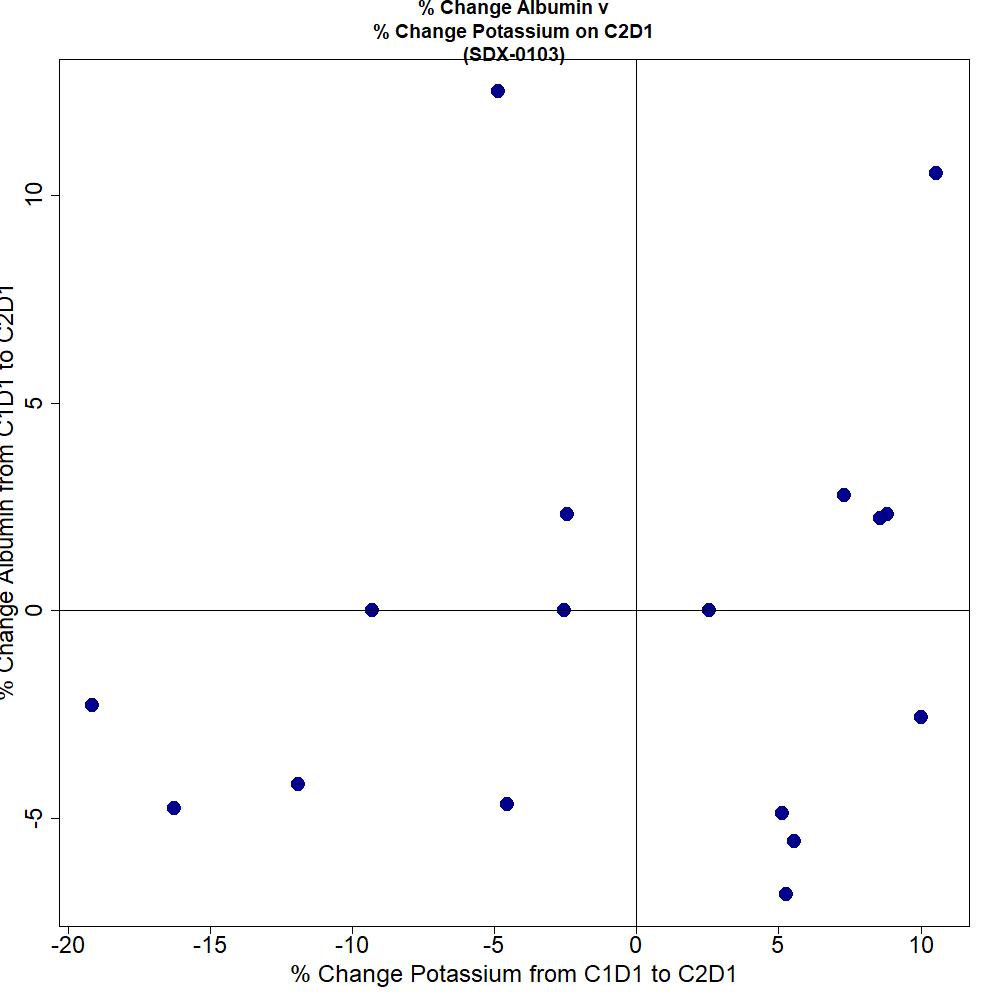 % Change Albumin v
% Change Potassium on C2D1
(SDX-0103)
% Change Albumin from C1D1 to C2D1
10
5
0
-5
-20 -15 -10 -5 0 5 10
% Change Potassium from C1D1 to C2D1